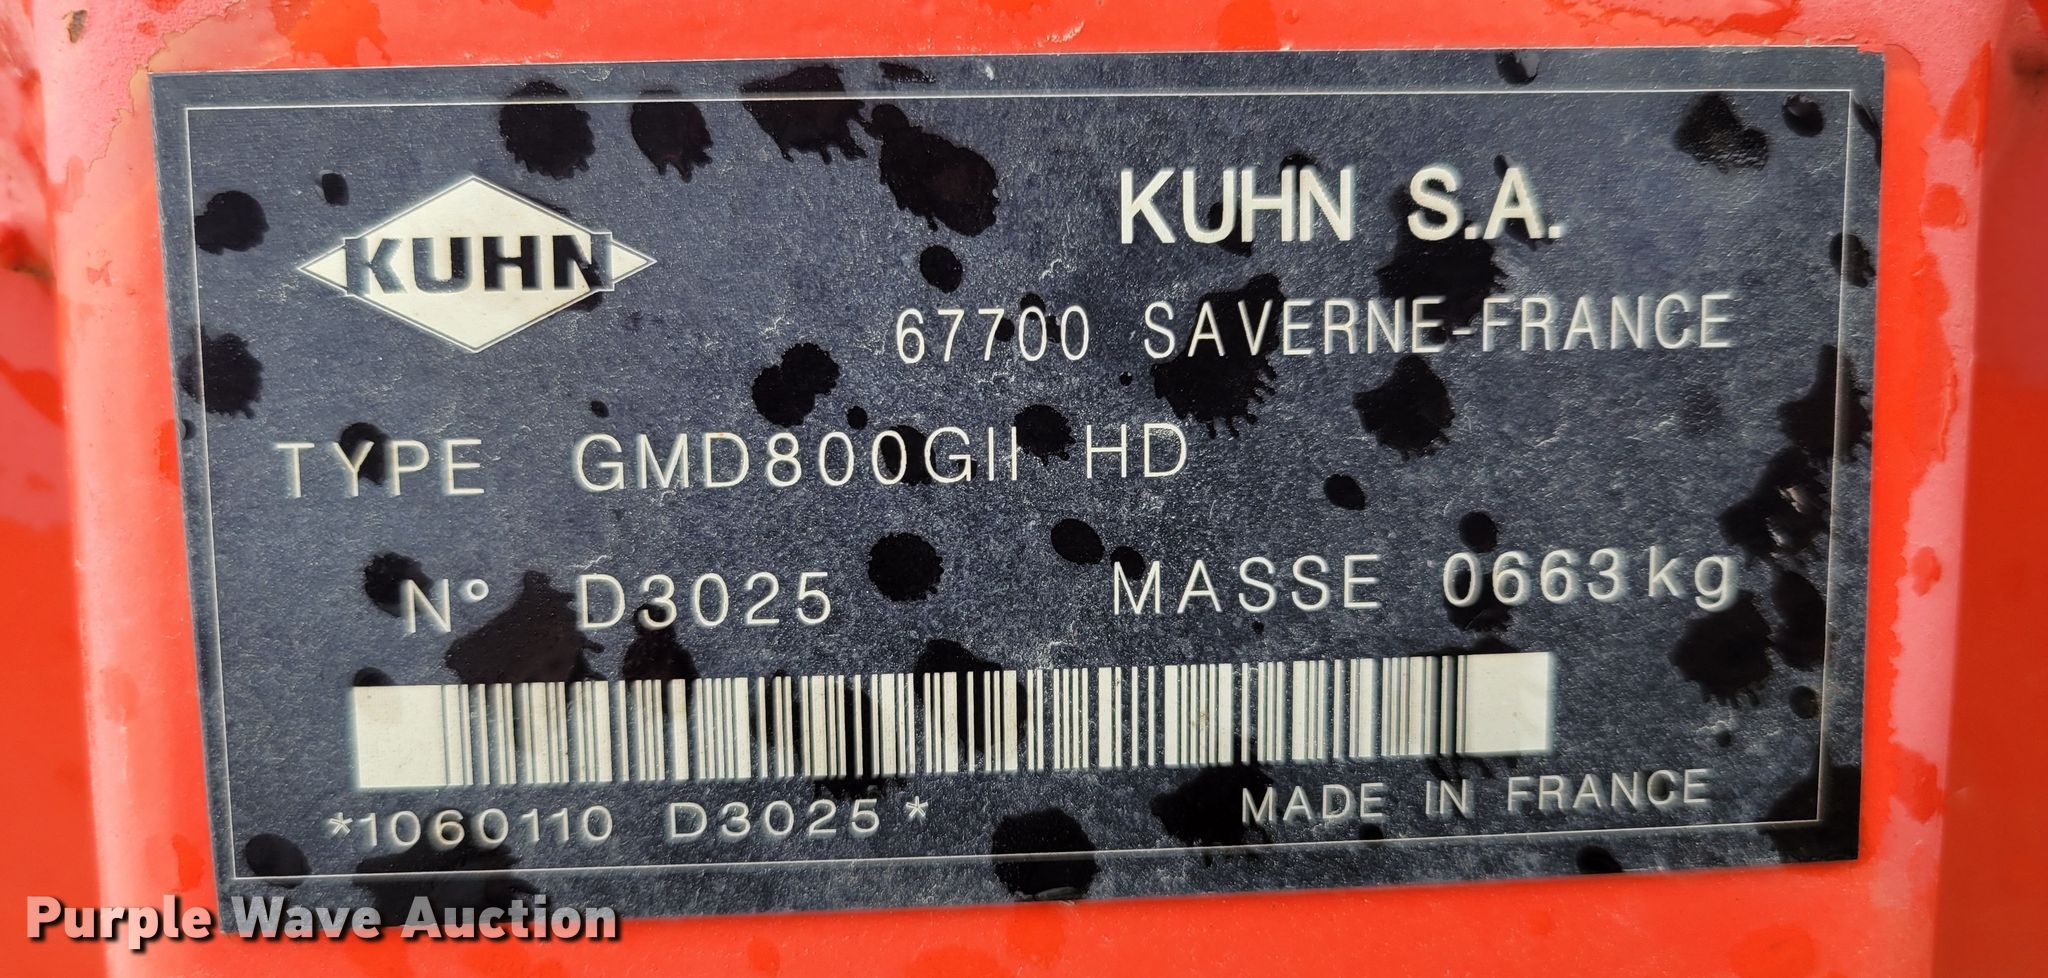 KUHN
KUHN S.A.
67700 SAVERNE-FRANCE
TYPE GMD800GII HD
N° D3025 MASSE 0663kg
*1060110 D3025*
MADE IN FRANCE
Purple Wave Auction